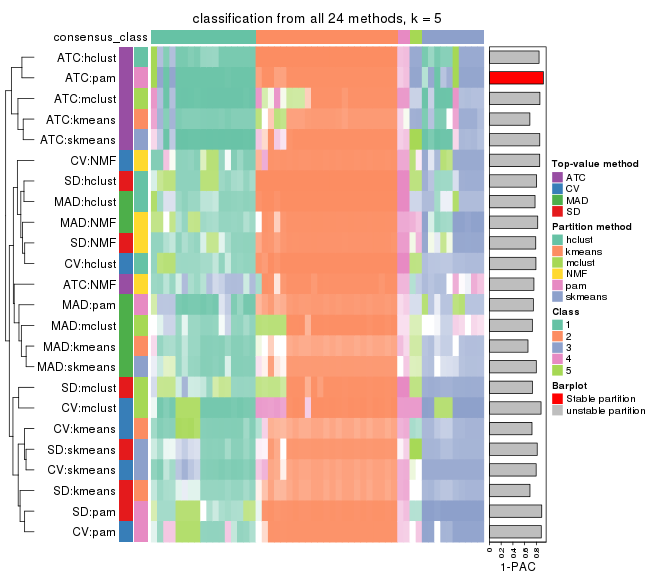 classification from all 24 methods, k = 5
consensus_class
ATC:hclust
ATC:pam
ATC:mclust
ATC:kmeans
ATC:skmeans
CV:NMF
SD:hclust
MAD:hclust
MAD:NMF
SD:NMF
CV:hclust
ATC:NMF
MAD:pam
MAD:mclust
MAD:kmeans
MAD:skmeans
SD:mclust
CV:mclust
CV:kmeans
SD:skmeans
CV:skmeans
SD:kmeans
SD:pam
CV:pam
0 0.2 0.4 0.6 0.8
1-PAC
Top-value method
ATC
CV
MAD
SD
Partition method
hclust
kmeans
mclust
NMF
pam
skmeans
Class
1
2
3
4
5
Barplot
Stable partition
unstable partition